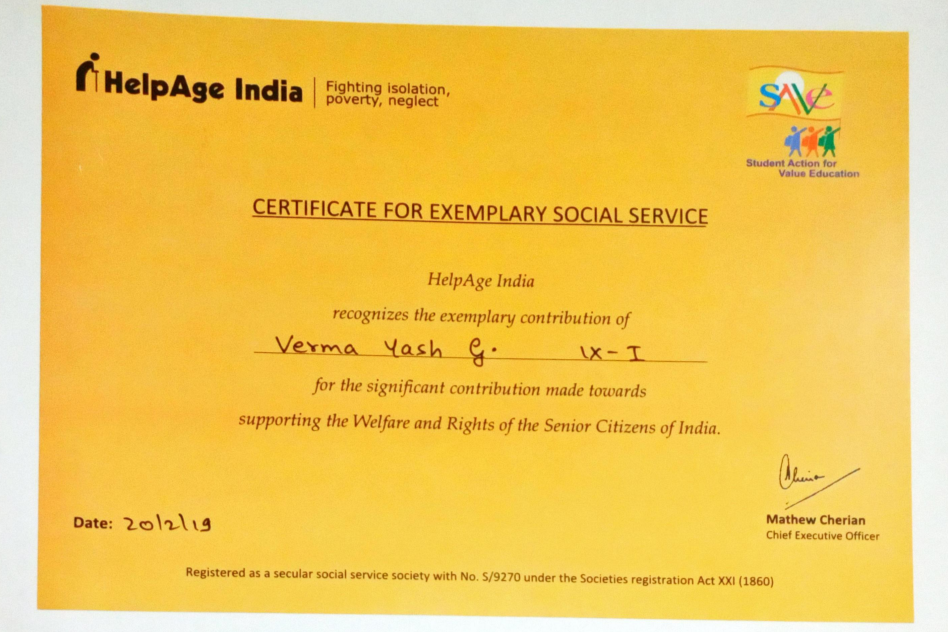 HelpAge India
Fighting isolation,
poverty, neglect
SAVe
Student Action for
Value Education
CERTIFICATE FOR EXEMPLARY SOCIAL SERVICE
HelpAge India
recognizes the exemplary contribution of
Verma Yash G. IX-I
for the significant contribution made towards
supporting the Welfare and Rights of the Senior Citizens of India.
Date: 20/2/19
Mathew Cherian
Chief Executive Officer
Registered as a secular social service society with No. S/9270 under the Societies registration Act XXI (1860)